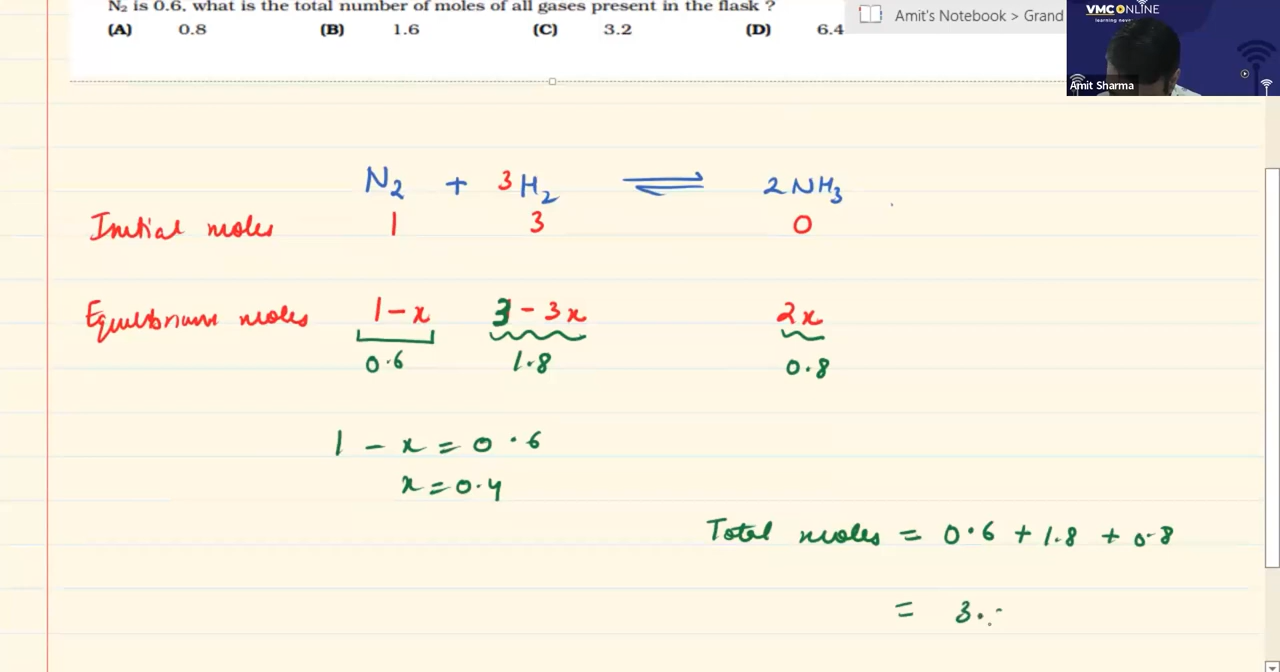 N₂ is 0.6, what is the total number of moles of all gases present in the flask ?
(A) 0.8 (B) 1.6 (C) 3.2 (D) 6.4
Amit's Notebook > Grand
VMC ONLINE
Amit Sharma
N₂ + 3H₂ ⇌ 2NH₃
Initial moles 1 3 0
Equilibrium moles 1 - x 3 - 3x 2x
0.6 1.8 0.8
1 - x = 0.6
x = 0.4
Total moles = 0.6 + 1.8 + 0.8
= 3.